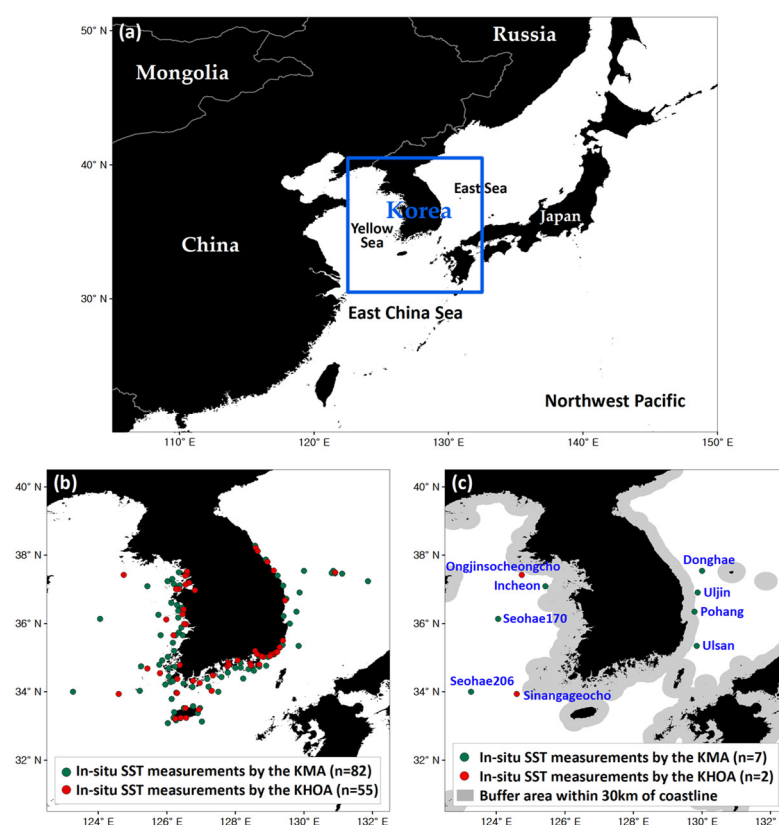 (a)
50° N
Russia
Mongolia
40° N
East Sea
Korea
Japan
Yellow
Sea
China
30° N
East China Sea
Northwest Pacific
110° E 120° E 130° E 140° E 150° E
(b)
40° N
38° N
36° N
34° N
32° N
In-situ SST measurements by the KMA (n=82)
In-situ SST measurements by the KHOA (n=55)
124° E 126° E 128° E 130° E 132° E
(c)
40° N
38° N
36° N
34° N
32° N
Ongjinsocheongcho
Donghae
Incheon
Uljin
Pohang
Seohae170
Ulsan
Seohae206
Sinangageocho
In-situ SST measurements by the KMA (n=7)
In-situ SST measurements by the KHOA (n=2)
Buffer area within 30km of coastline
124° E 126° E 128° E 130° E 132° E